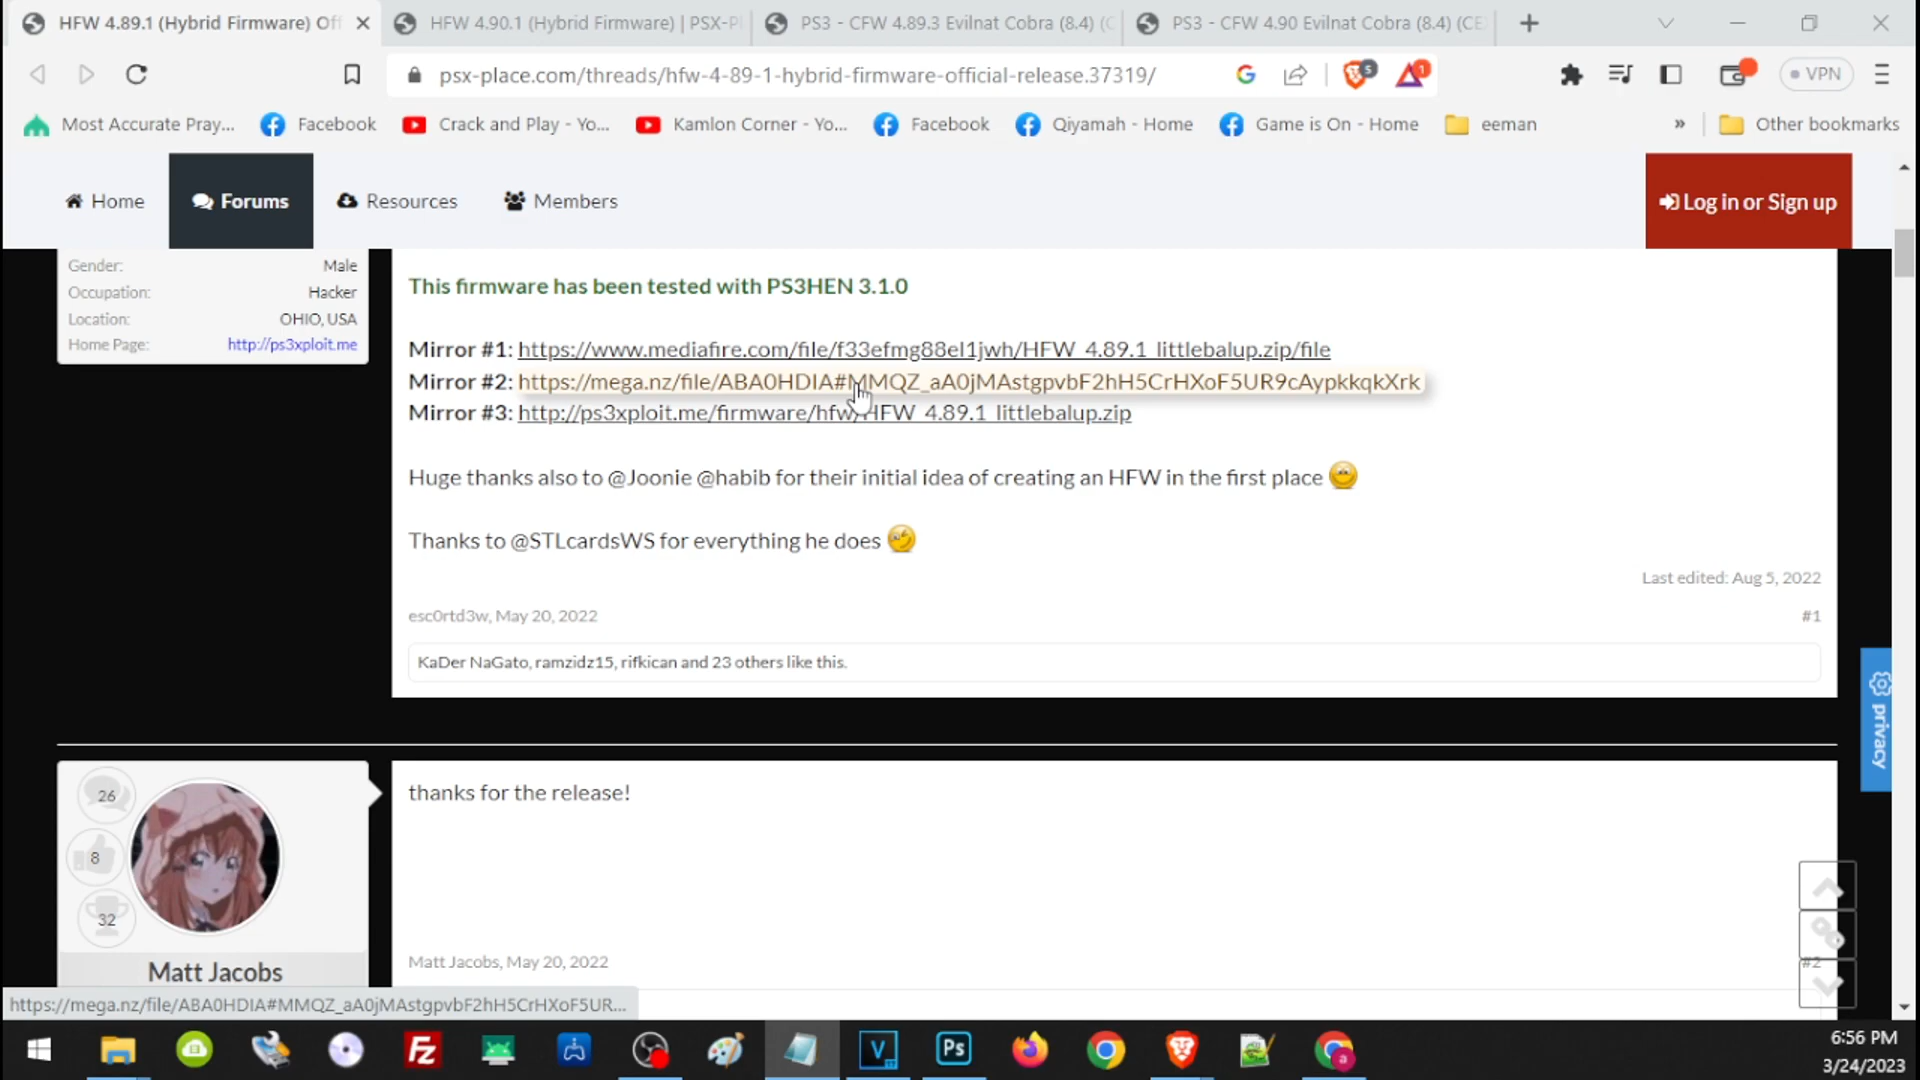 HFW 4.89.1 (Hybrid Firmware) Off
HFW 4.90.1 (Hybrid Firmware) | PSX-Pl
PS3 - CFW 4.89.3 Evilnat Cobra (8.4) (C
PS3 - CFW 4.90 Evilnat Cobra (8.4) (CE
psx-place.com/threads/hfw-4-89-1-hybrid-firmware-official-release.37319/
5
1
VPN
Most Accurate Pray...
Facebook
Crack and Play - Yo...
Kamlon Corner - Yo...
Facebook
Qiyamah - Home
Game is On - Home
eeman
»
Other bookmarks
Home
Forums
Resources
Members
Log in or Sign up
Gender: Male
Occupation: Hacker
Location: OHIO, USA
Home Page: http://ps3xploit.me
This firmware has been tested with PS3HEN 3.1.0
Mirror #1: https://www.mediafire.com/file/f33efmg88el1jwh/HFW_4.89.1_littlebalup.zip/file
Mirror #2: https://mega.nz/file/ABA0HDIA#MMQZ_aA0jMAstgpvbF2hH5CrHXoF5UR9cAypkkqkXrk
Mirror #3: http://ps3xploit.me/firmware/hfw/HFW_4.89.1_littlebalup.zip
Huge thanks also to @Joonie @habib for their initial idea of creating an HFW in the first place
Thanks to @STLcardsWS for everything he does
Last edited: Aug 5, 2022
esc0rtd3w, May 20, 2022
#1
KaDer NaGato, ramzidz15, rifkican and 23 others like this.
privacy
26
8
32
Matt Jacobs
thanks for the release!
Matt Jacobs, May 20, 2022
#2
https://mega.nz/file/ABA0HDIA#MMQZ_aA0jMAstgpvbF2hH5CrHXoF5UR...
Fz
V
Ps
a
6:56 PM
3/24/2023